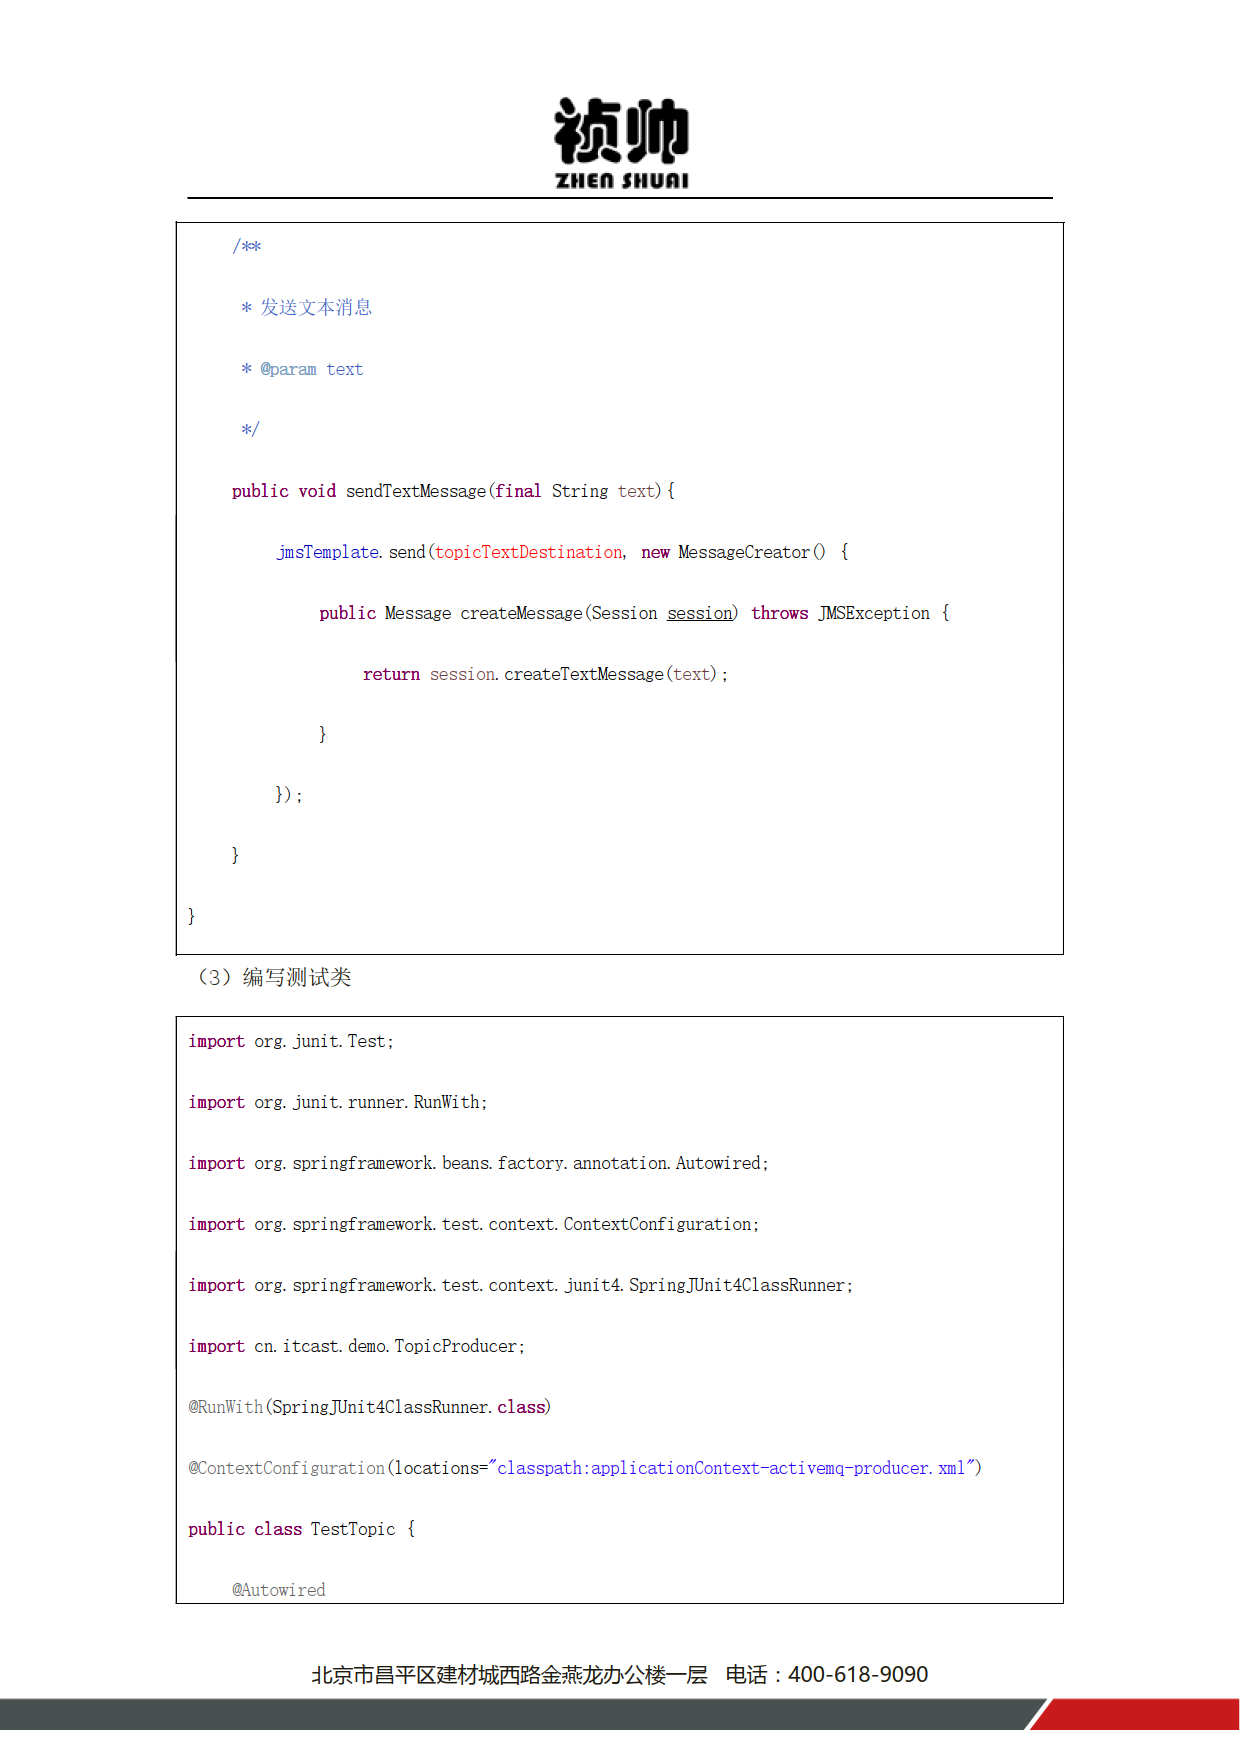 祯帅
ZHEN SHUAI
/**
* 发送文本消息
* @param text
*/
public void sendTextMessage(final String text){
jmsTemplate.send(topicTextDestination, new MessageCreator() {
public Message createMessage(Session session) throws JMSException {
return session.createTextMessage(text);
}
});
}
}
（3）编写测试类
import org.junit.Test;
import org.junit.runner.RunWith;
import org.springframework.beans.factory.annotation.Autowired;
import org.springframework.test.context.ContextConfiguration;
import org.springframework.test.context.junit4.SpringJUnit4ClassRunner;
import cn.itcast.demo.TopicProducer;
@RunWith(SpringJUnit4ClassRunner.class)
@ContextConfiguration(locations="classpath:applicationContext-activemq-producer.xml")
public class TestTopic {
@Autowired
北京市昌平区建材城西路金燕龙办公楼一层 电话：400-618-9090